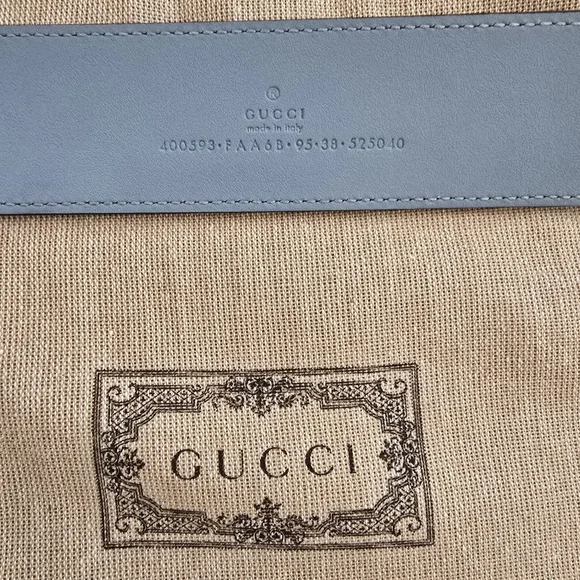 ®
GUCCI
made in italy
400593·FAA6B·95·38·525040
GUCCI